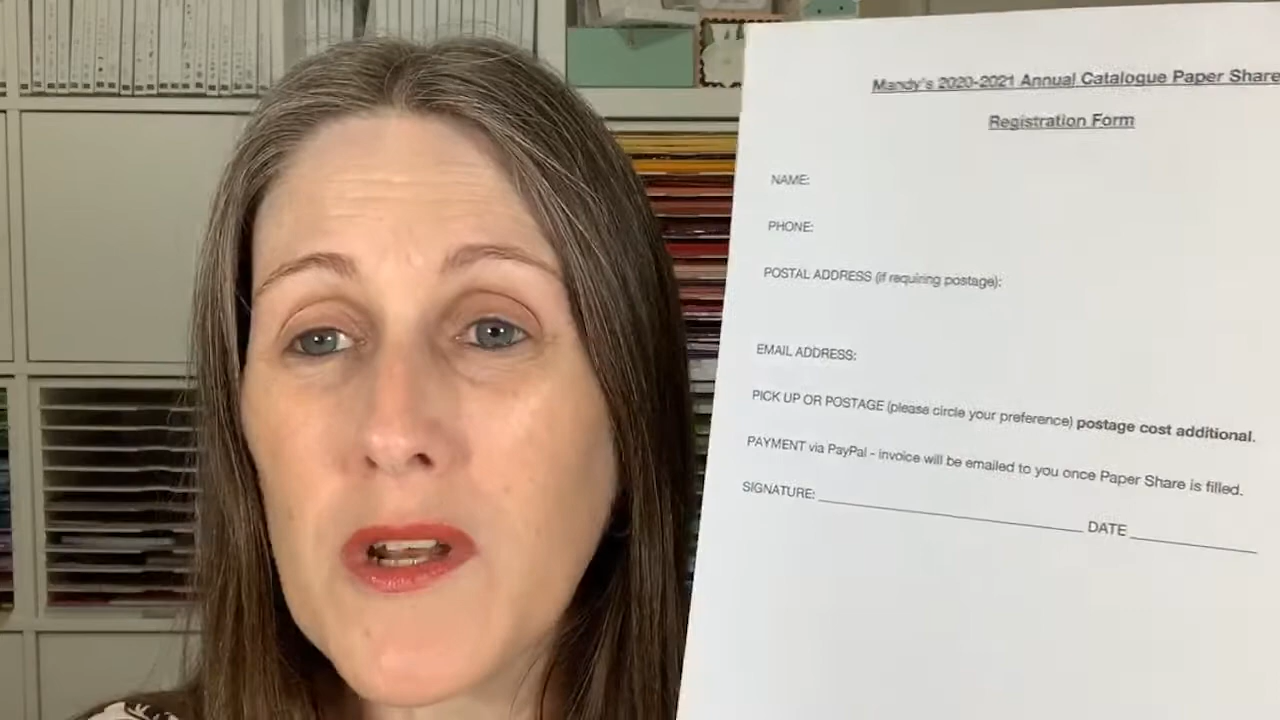 Mandy's 2020-2021 Annual Catalogue Paper Share
Registration Form
NAME:
PHONE:
POSTAL ADDRESS (if requiring postage):
EMAIL ADDRESS:
PICK UP OR POSTAGE (please circle your preference) postage cost additional.
PAYMENT via PayPal - invoice will be emailed to you once Paper Share is filled.
SIGNATURE: ______________________________ DATE ______________